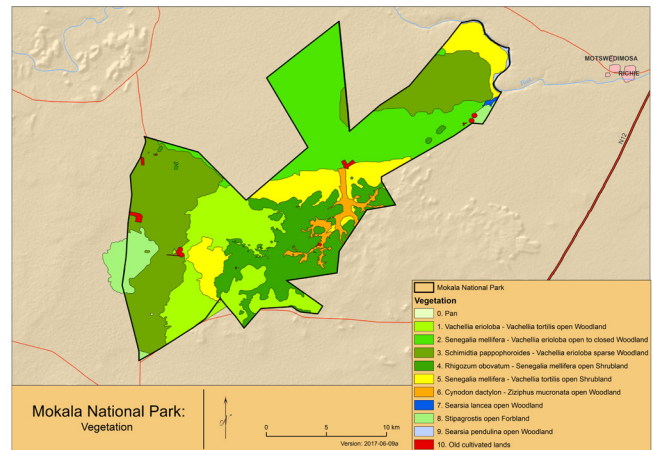 MOTSWEDIMOSA
RICHIE
N12
Mokala National Park
Vegetation
0. Pan
1. Vachellia erioloba - Vachellia tortilis open Woodland
2. Senegalia mellifera - Vachellia erioloba open to closed Woodland
3. Schimidtia pappophoroides - Vachellia erioloba sparse Woodland
4. Rhigozum obovatum - Senegalia mellifera open Shrubland
5. Senegalia mellifera - Vachellia tortilis open Shrubland
6. Cynodon dactylon - Ziziphus mucronata open Woodland
7. Searsia lancea open Woodland
8. Stipagrostis open Forbland
9. Searsia pendulina open Woodland
10. Old cultivated lands
Mokala National Park:
Vegetation
N
0 5 10 km
Version: 2017-06-09a